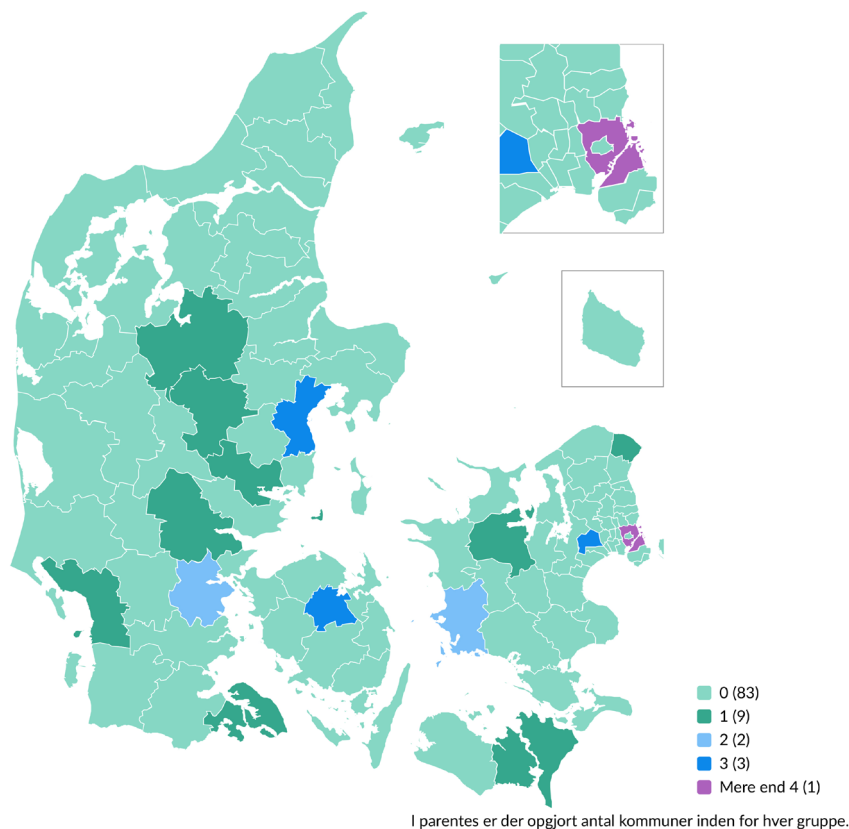 0 (83)
1 (9)
2 (2)
3 (3)
Mere end 4 (1)
I parentes er der opgjort antal kommuner inden for hver gruppe.